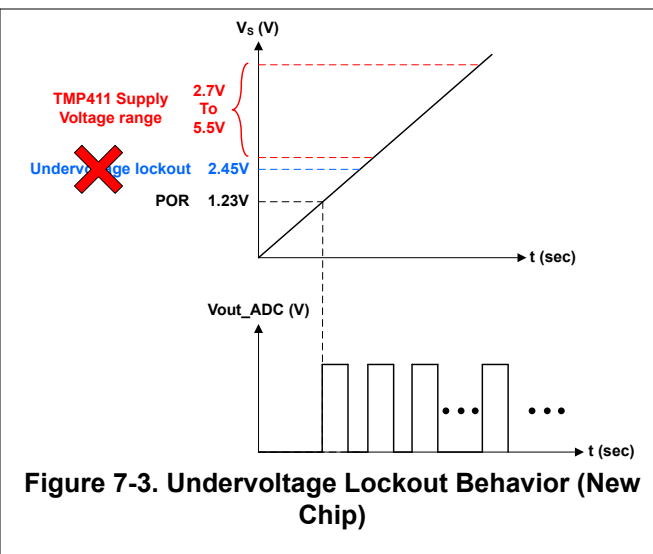 Vs (V)
TMP411 Supply
Voltage range
2.7V
To
5.5V
Undervoltage lockout 2.45V
POR 1.23V
t (sec)
Vout_ADC (V)
t (sec)
Figure 7-3. Undervoltage Lockout Behavior (New
Chip)